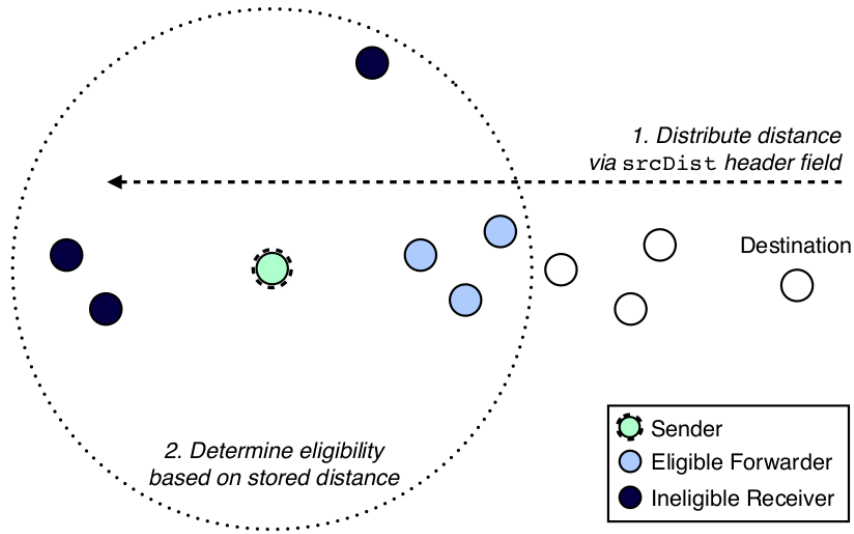 1. Distribute distance
via srcDist header field
Destination
2. Determine eligibility
based on stored distance
Sender
Eligible Forwarder
Ineligible Receiver